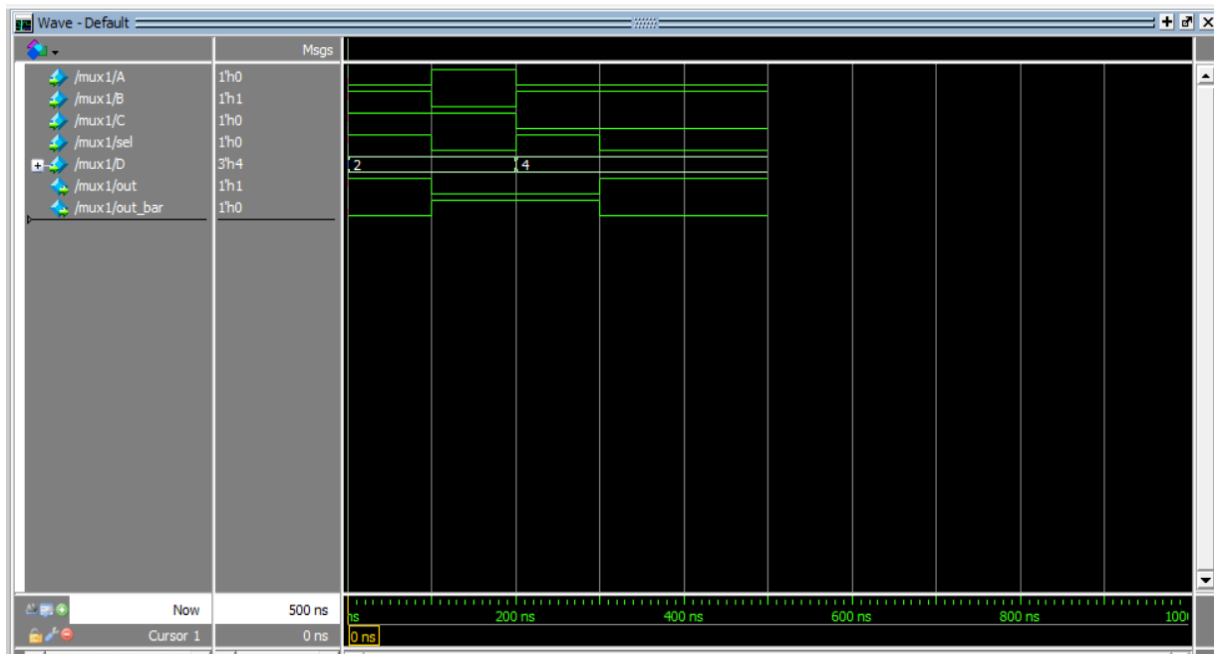 Wave - Default
Msgs
/mux1/A 1'h0
/mux1/B 1'h1
/mux1/C 1'h0
/mux1/sel 1'h0
/mux1/D 3'h4 2 4
/mux1/out 1'h1
/mux1/out_bar 1'h0
Now 500 ns ns 200 ns 400 ns 600 ns 800 ns 100
Cursor 1 0 ns 0 ns